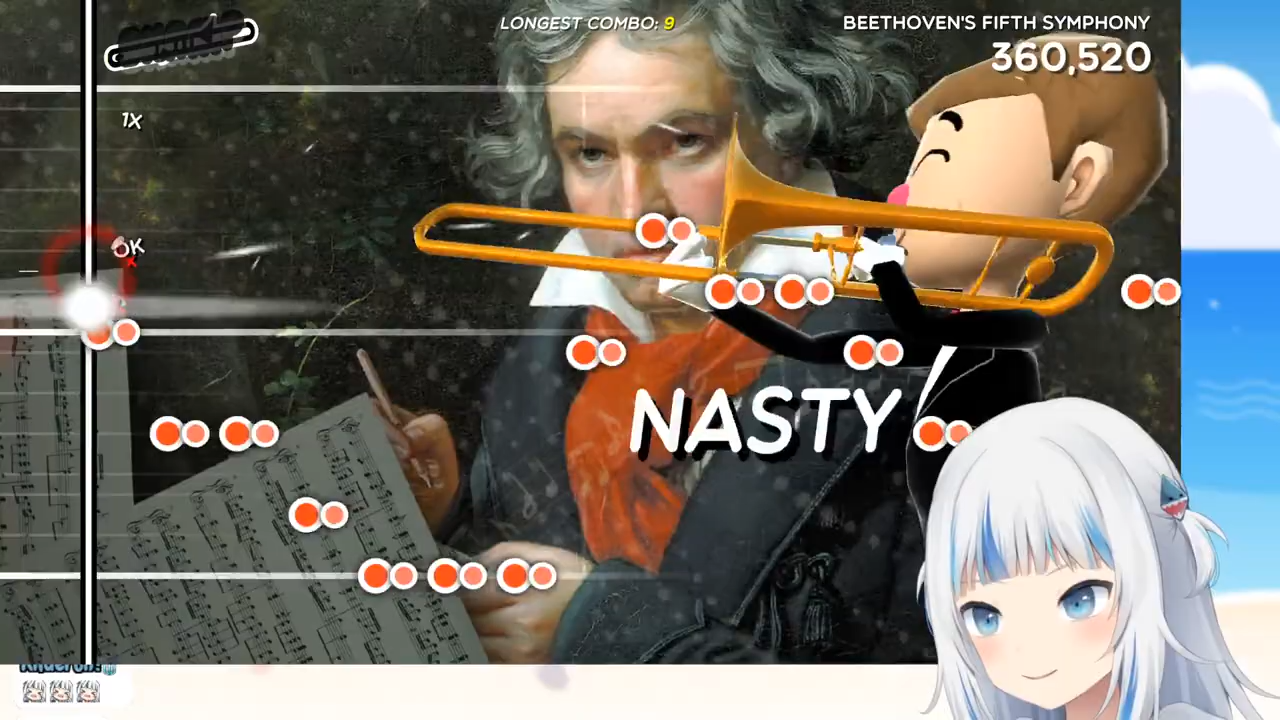 LONGEST COMBO: 9
BEETHOVEN'S FIFTH SYMPHONY
360,520
1X
OK
x
NASTY